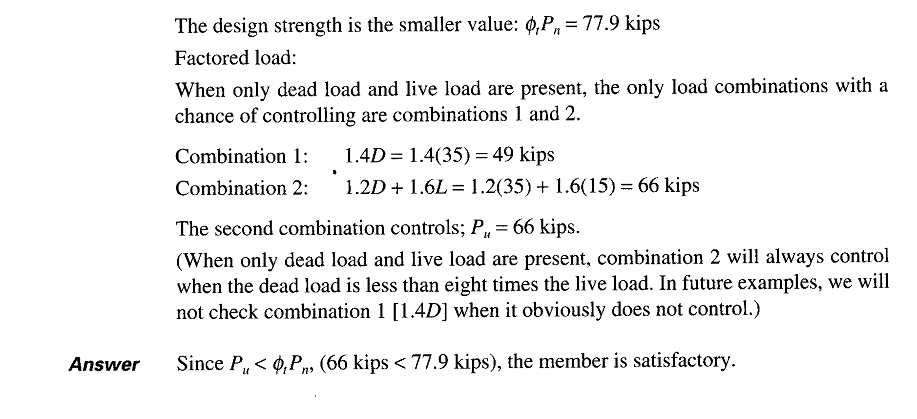 The design strength is the smaller value: ϕₜPₙ = 77.9 kips
Factored load:
When only dead load and live load are present, the only load combinations with a
chance of controlling are combinations 1 and 2.
Combination 1: 1.4D = 1.4(35) = 49 kips
Combination 2: 1.2D + 1.6L = 1.2(35) + 1.6(15) = 66 kips
The second combination controls; Pᵤ = 66 kips.
(When only dead load and live load are present, combination 2 will always control
when the dead load is less than eight times the live load. In future examples, we will
not check combination 1 [1.4D] when it obviously does not control.)
Answer Since Pᵤ < ϕₜPₙ, (66 kips < 77.9 kips), the member is satisfactory.